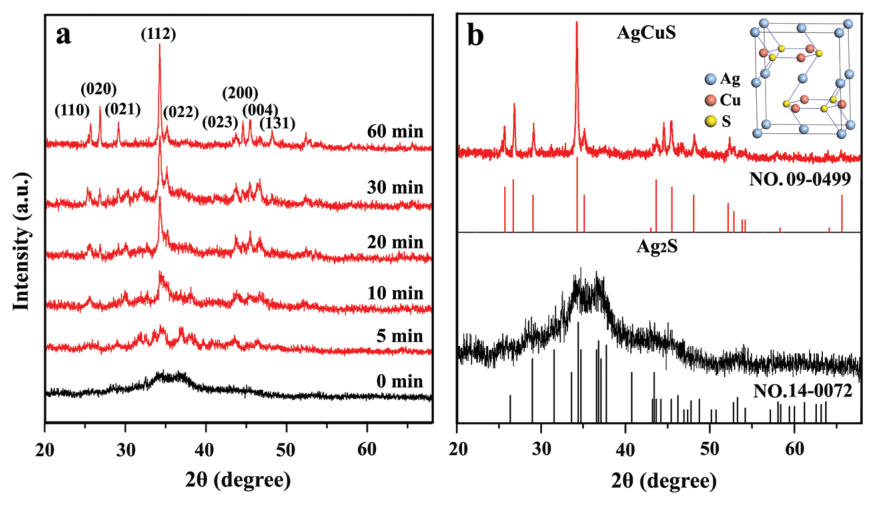 a
(112)
(020)
(200)
(110)
(021)
(022)
(004)
(023)
(131)
60 min
30 min
20 min
10 min
5 min
0 min
Intensity (a.u.)
20 30 40 50 60
2θ (degree)
b
AgCuS
Ag
Cu
S
NO. 09-0499
Ag2S
NO.14-0072
20 30 40 50 60
2θ (degree)